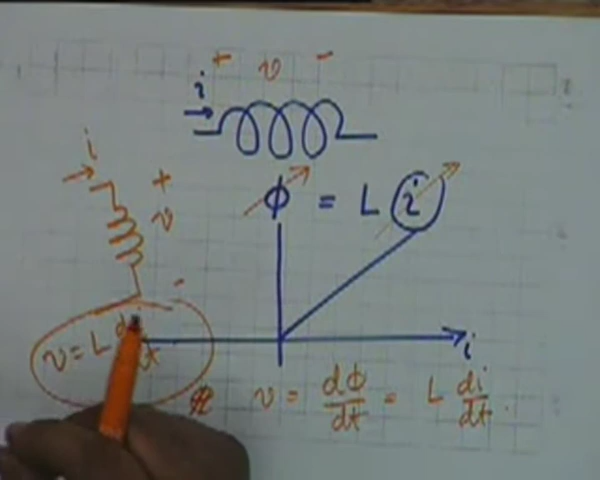 + v -
i
i +
v
ϕ = L i
-
v = L di/dt
i
v = dϕ/dt = L di/dt.